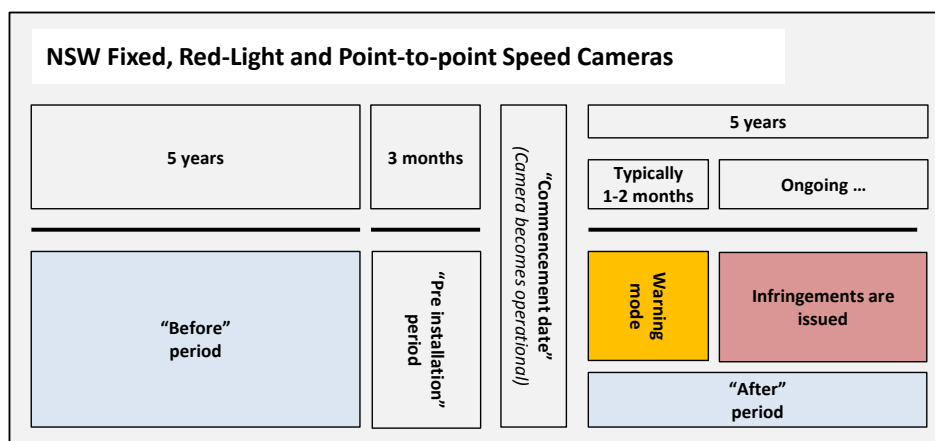 NSW Fixed, Red-Light and Point-to-point Speed Cameras
5 years
3 months
“Commencement date”
(Camera becomes operational)
5 years
Typically
1-2 months
Ongoing …
“Before”
period
“Pre installation”
period
Warning
mode
Infringements are
issued
“After”
period